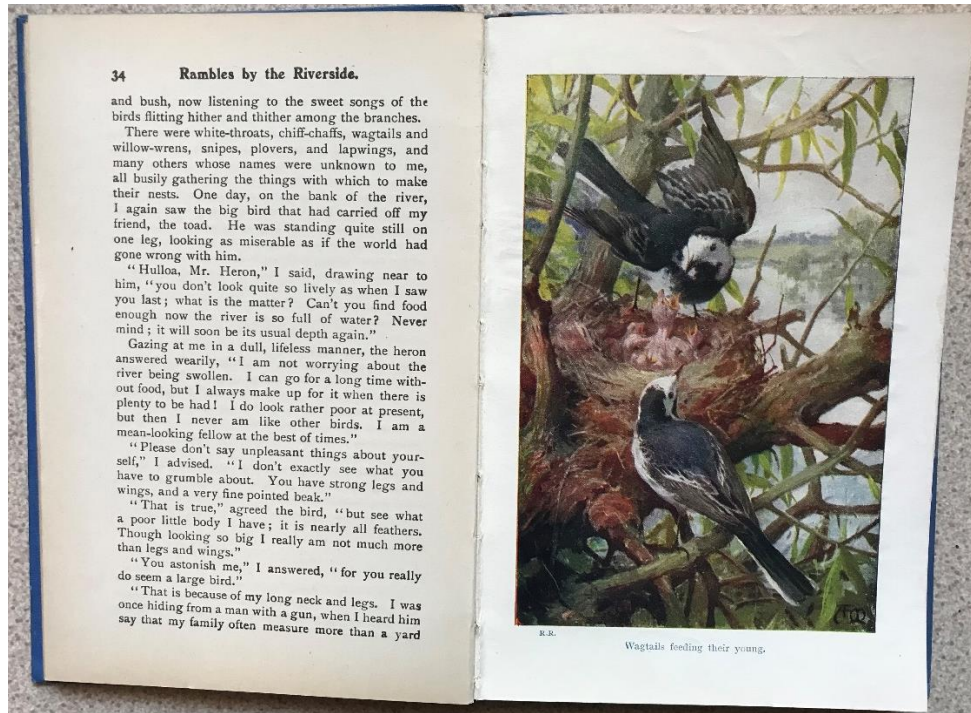 34 Rambles by the Riverside.
and bush, now listening to the sweet songs of the
birds flitting hither and thither among the branches.
There were white-throats, chiff-chaffs, wagtails and
willow-wrens, snipes, plovers, and lapwings, and
many others whose names were unknown to me,
all busily gathering the things with which to make
their nests. One day, on the bank of the river,
I again saw the big bird that had carried off my
friend, the toad. He was standing quite still on
one leg, looking as miserable as if the world had
gone wrong with him.
“ Hulloa, Mr. Heron,” I said, drawing near to
him, “ you don't look quite so lively as when I saw
you last ; what is the matter ? Can't you find food
enough now the river is so full of water ? Never
mind ; it will soon be its usual depth again.”
Gazing at me in a dull, lifeless manner, the heron
answered wearily, “ I am not worrying about the
river being swollen. I can go for a long time with-
out food, but I always make up for it when there is
plenty to be had ! I do look rather poor at present,
but then I never am like other birds. I am a
mean-looking fellow at the best of times.”
“ Please don't say unpleasant things about your-
self,” I advised. “ I don't exactly see what you
have to grumble about. You have strong legs and
wings, and a very fine pointed beak.”
“ That is true,” agreed the bird, “ but see what
a poor little body I have ; it is nearly all feathers.
Though looking so big I really am not much more
than legs and wings.”
“ You astonish me,” I answered, “ for you really
do seem a large bird.”
“ That is because of my long neck and legs. I was
once hiding from a man with a gun, when I heard him
say that my family often measure more than a yard
R.R.
Wagtails feeding their young.